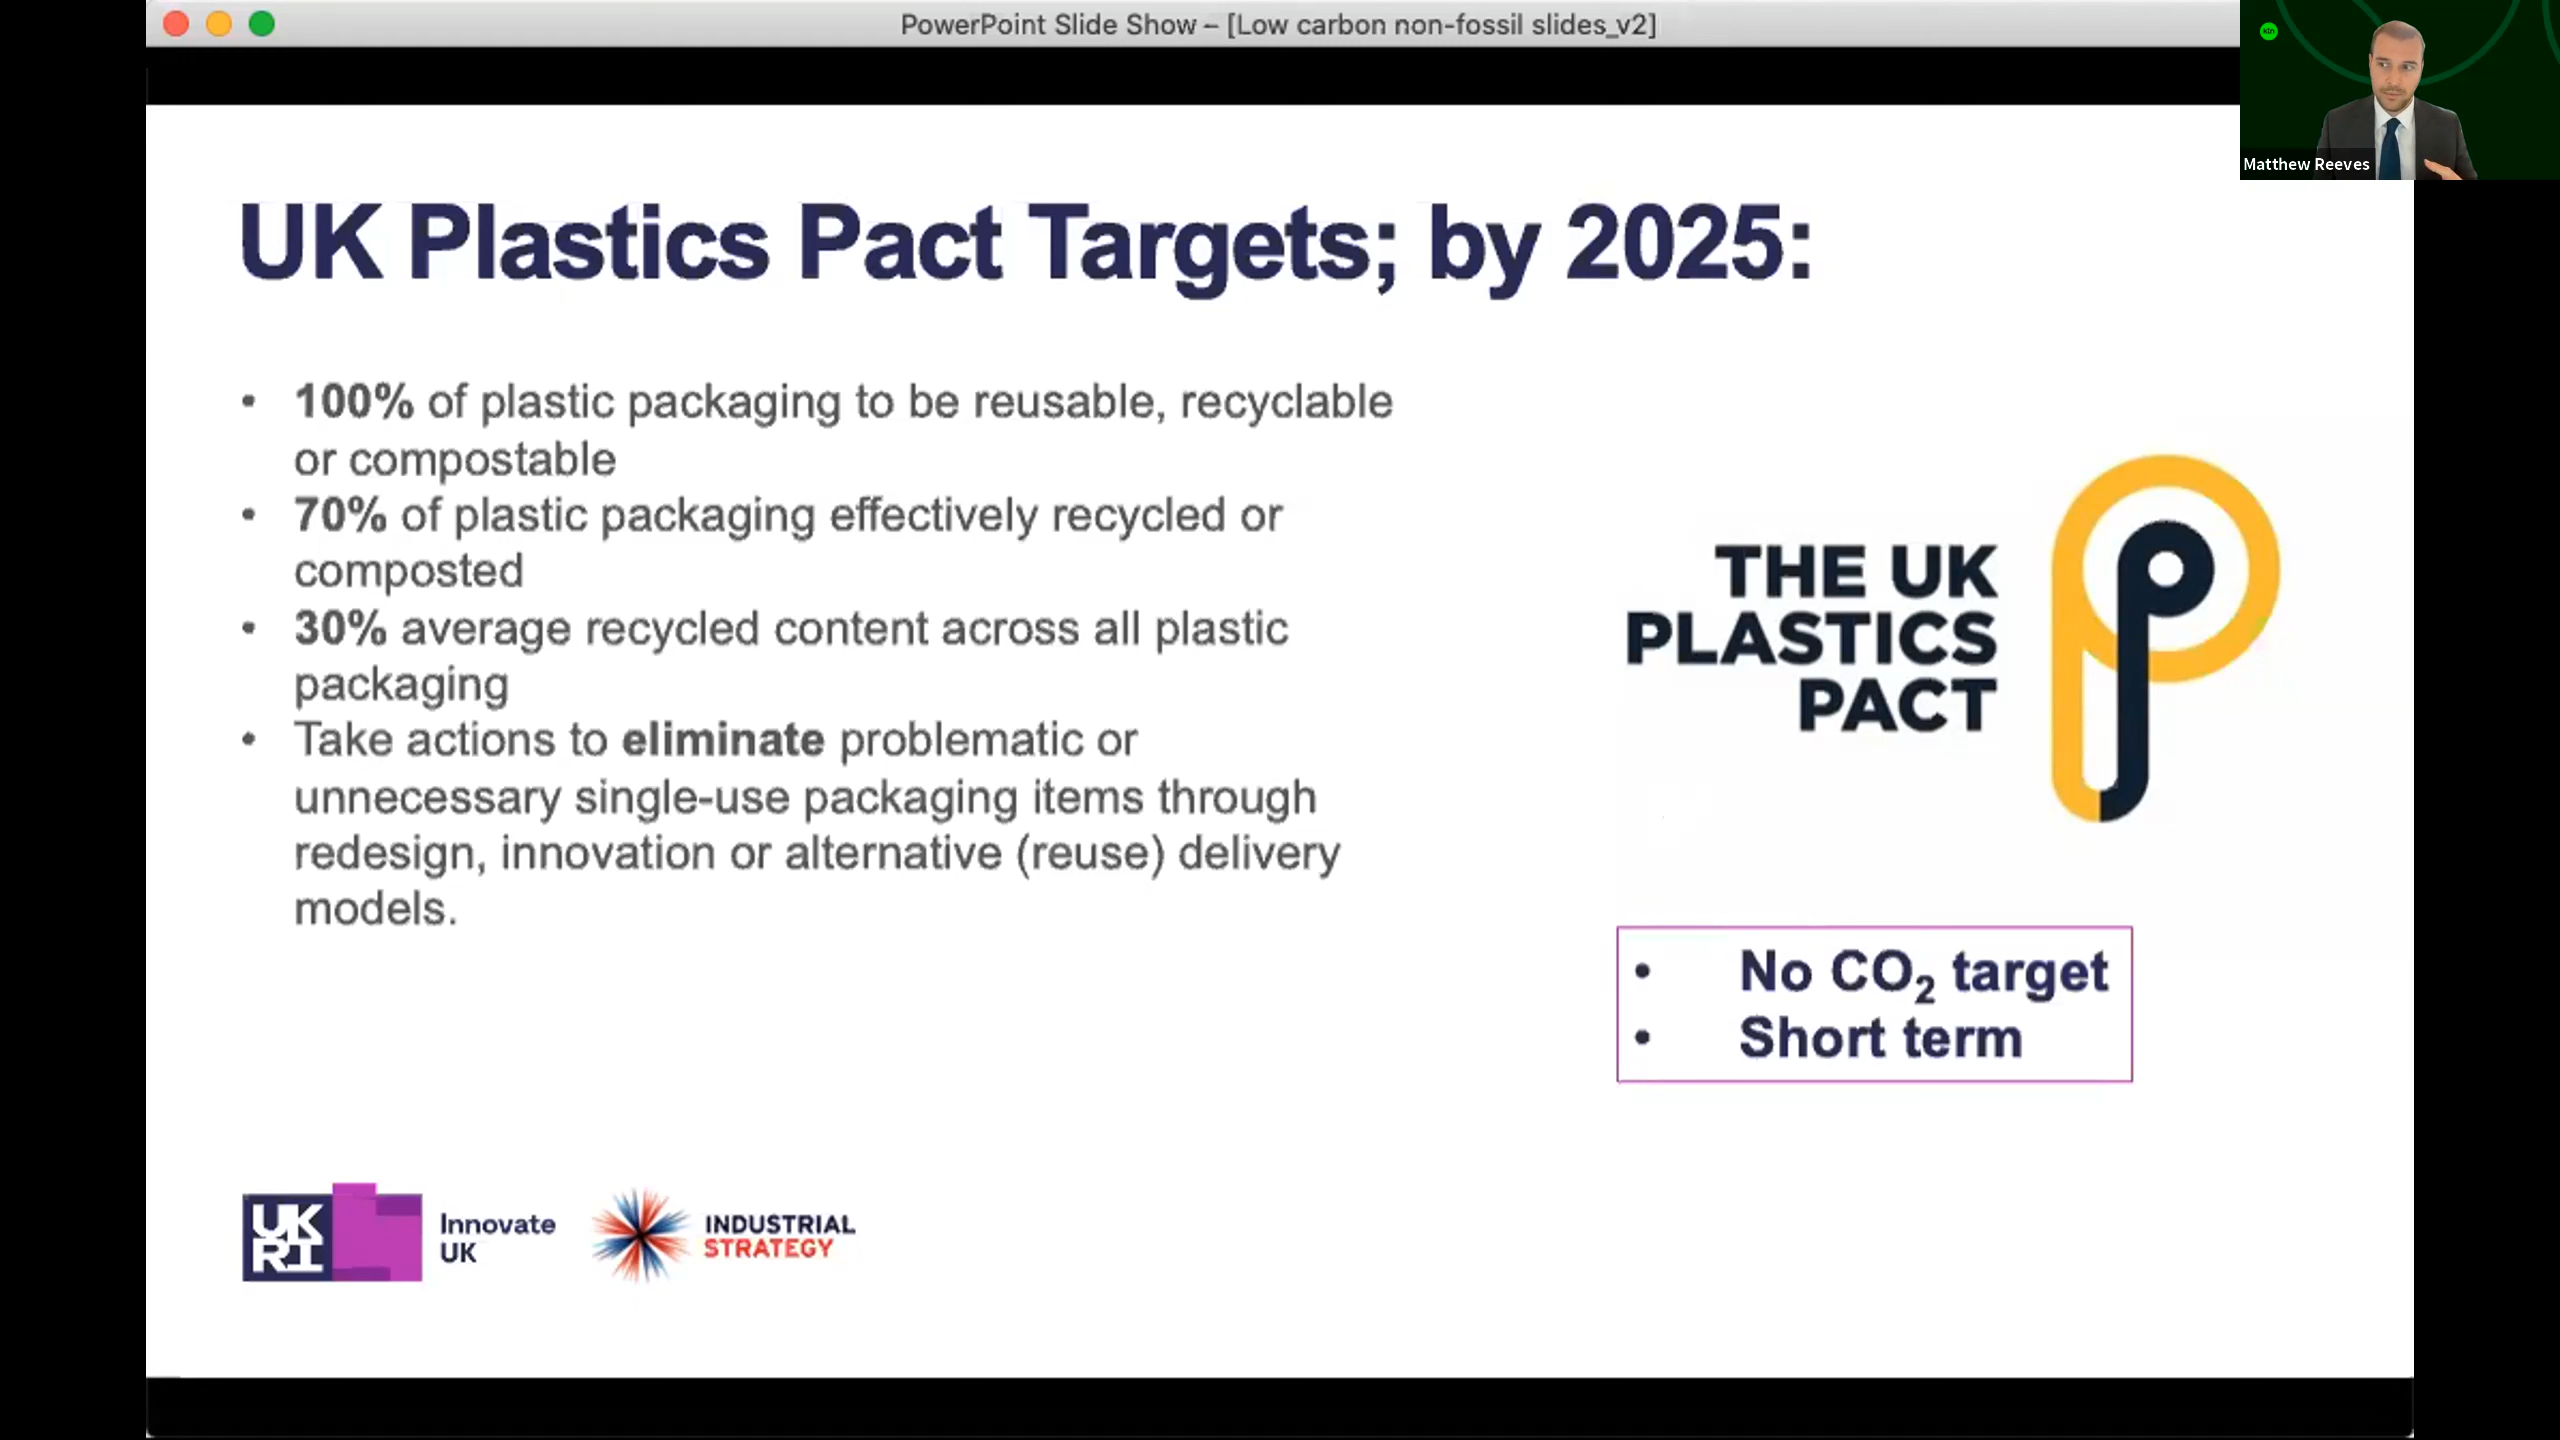 PowerPoint Slide Show – [Low carbon non-fossil slides_v2]
ktn
Matthew Reeves
UK Plastics Pact Targets; by 2025:
• 100% of plastic packaging to be reusable, recyclable
or compostable
• 70% of plastic packaging effectively recycled or
composted
• 30% average recycled content across all plastic
packaging
• Take actions to eliminate problematic or
unnecessary single-use packaging items through
redesign, innovation or alternative (reuse) delivery
models.
THE UK
PLASTICS
PACT
• No CO₂ target
• Short term
UK
RI
Innovate
UK
INDUSTRIAL
STRATEGY